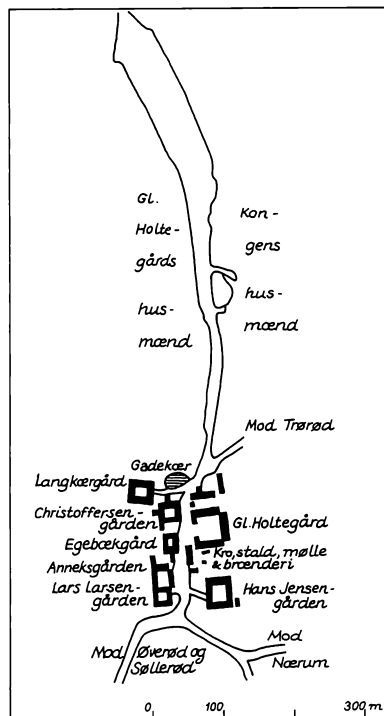 Gl.
Holte-
gårds
hus-
mænd
Kon-
gens
hus-
mænd
Mod Trørød
Gadekær
Langkærgård
Christoffersen-
gården
Gl. Holtegård
Egebækgård
Kro, stald, mølle
& brænderi
Anneksgården
Lars Larsen-
gården
Hans Jensen-
gården
Mod Øverød og
Søllerød
Mod
Nærum
0 100 300 m